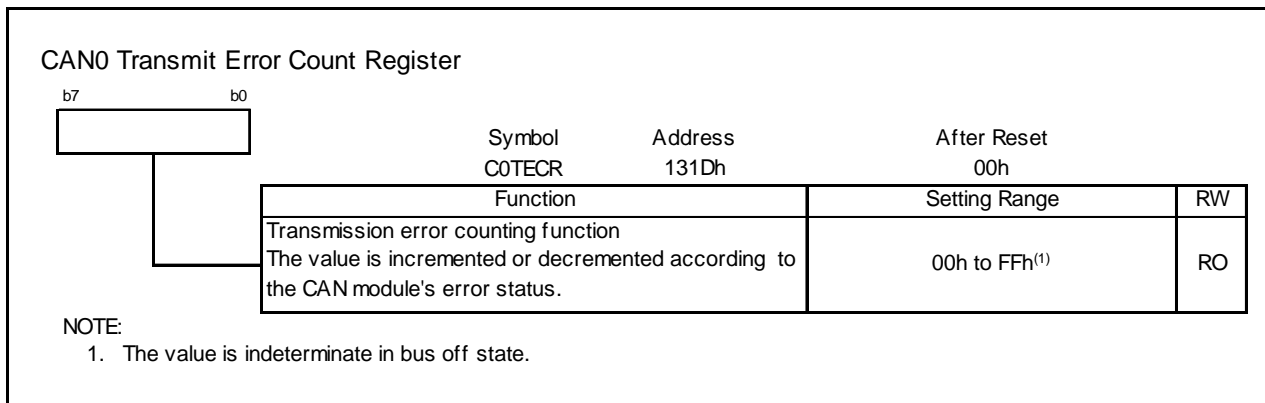 CAN0 Transmit Error Count Register
b7 b0
Symbol Address After Reset
C0TECR 131Dh 00h
Function Setting Range RW
Transmission error counting function
The value is incremented or decremented according to
the CAN module's error status.
00h to FFh(1) RO
NOTE:
1. The value is indeterminate in bus off state.